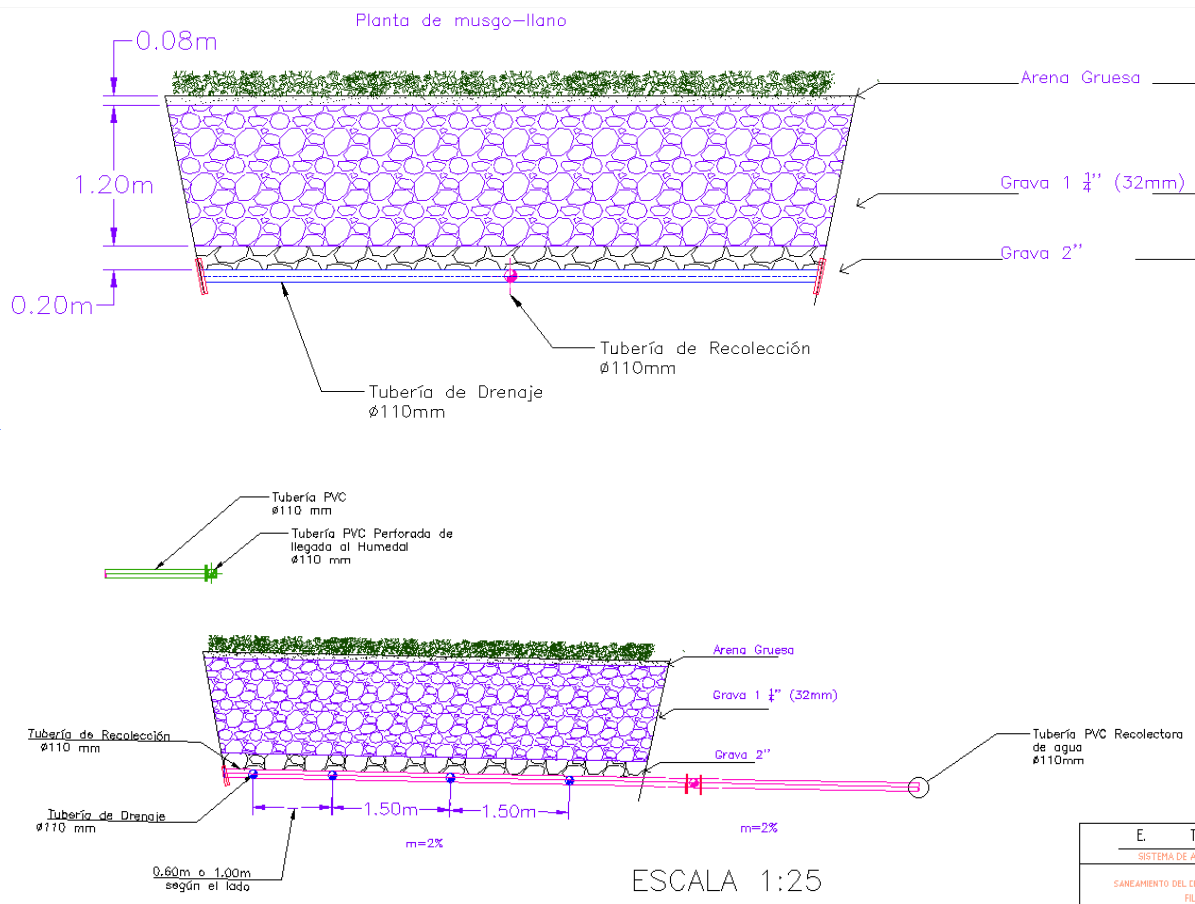 Planta de musgo-llano
0.08m
Arena Gruesa
1.20m
Grava 1 1/4'' (32mm)
Grava 2''
0.20m
Tubería de Recolección
ø110mm
Tubería de Drenaje
ø110mm
Tubería PVC
ø110 mm
Tubería PVC Perforada de
llegada al Humedal
ø110 mm
Arena Gruesa
Grava 1 1/4'' (32mm)
Tubería de Recolección
ø110 mm
Grava 2''
Tubería PVC Recolectora
de agua
ø110mm
Tubería de Drenaje
ø110 mm
1.50m
1.50m
m=2%
m=2%
0.60m o 1.00m
según el lado
ESCALA 1:25
E. T
SISTEMA DE A
SANEAMIENTO DEL